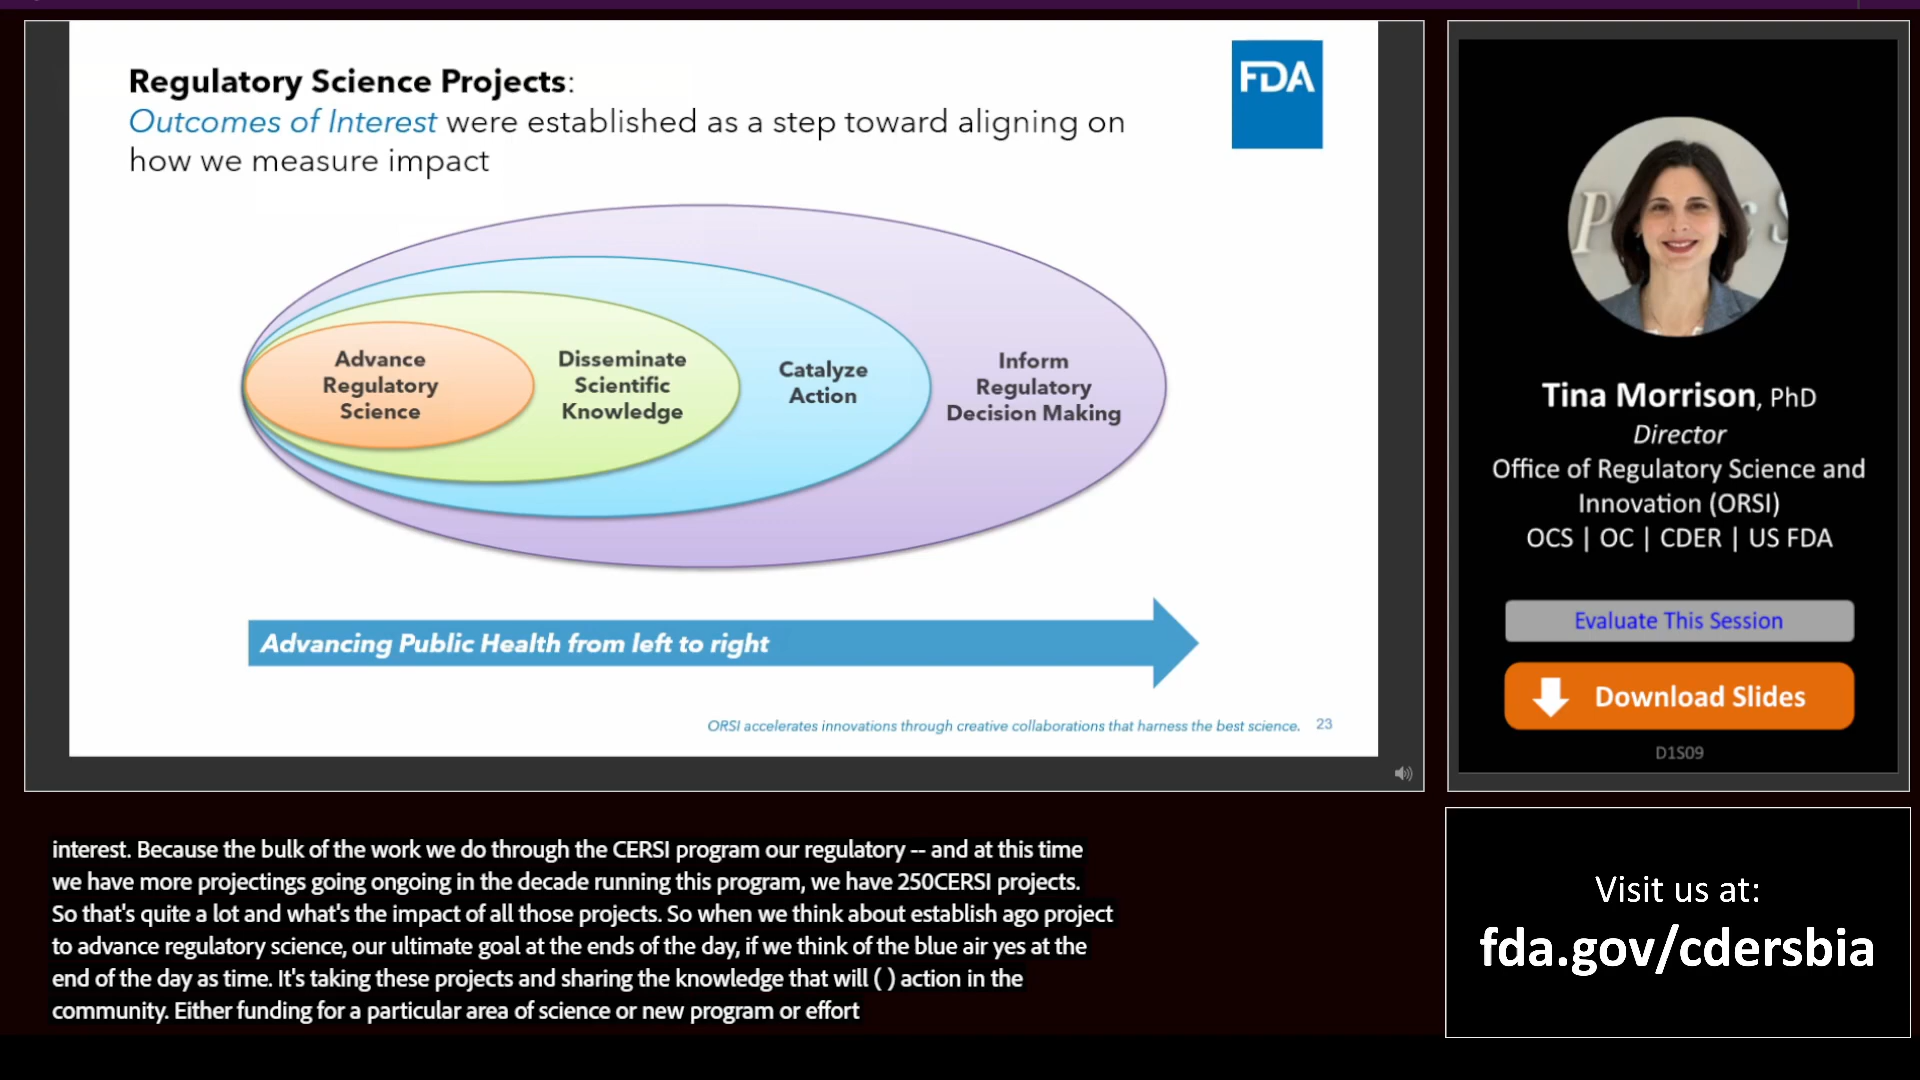 Regulatory Science Projects:
Outcomes of Interest were established as a step toward aligning on
how we measure impact
FDA
Advance
Regulatory
Science
Disseminate
Scientific
Knowledge
Catalyze
Action
Inform
Regulatory
Decision Making
Advancing Public Health from left to right
ORSI accelerates innovations through creative collaborations that harness the best science. 23
Tina Morrison, PhD
Director
Office of Regulatory Science and
Innovation (ORSI)
OCS | OC | CDER | US FDA
Evaluate This Session
Download Slides
D1S09
interest. Because the bulk of the work we do through the CERSI program our regulatory -- and at this time
we have more projectings going ongoing in the decade running this program, we have 250CERSI projects.
So that's quite a lot and what's the impact of all those projects. So when we think about establish ago project
to advance regulatory science, our ultimate goal at the ends of the day, if we think of the blue air yes at the
end of the day as time. It's taking these projects and sharing the knowledge that will ( ) action in the
community. Either funding for a particular area of science or new program or effort
Visit us at:
fda.gov/cdersbia